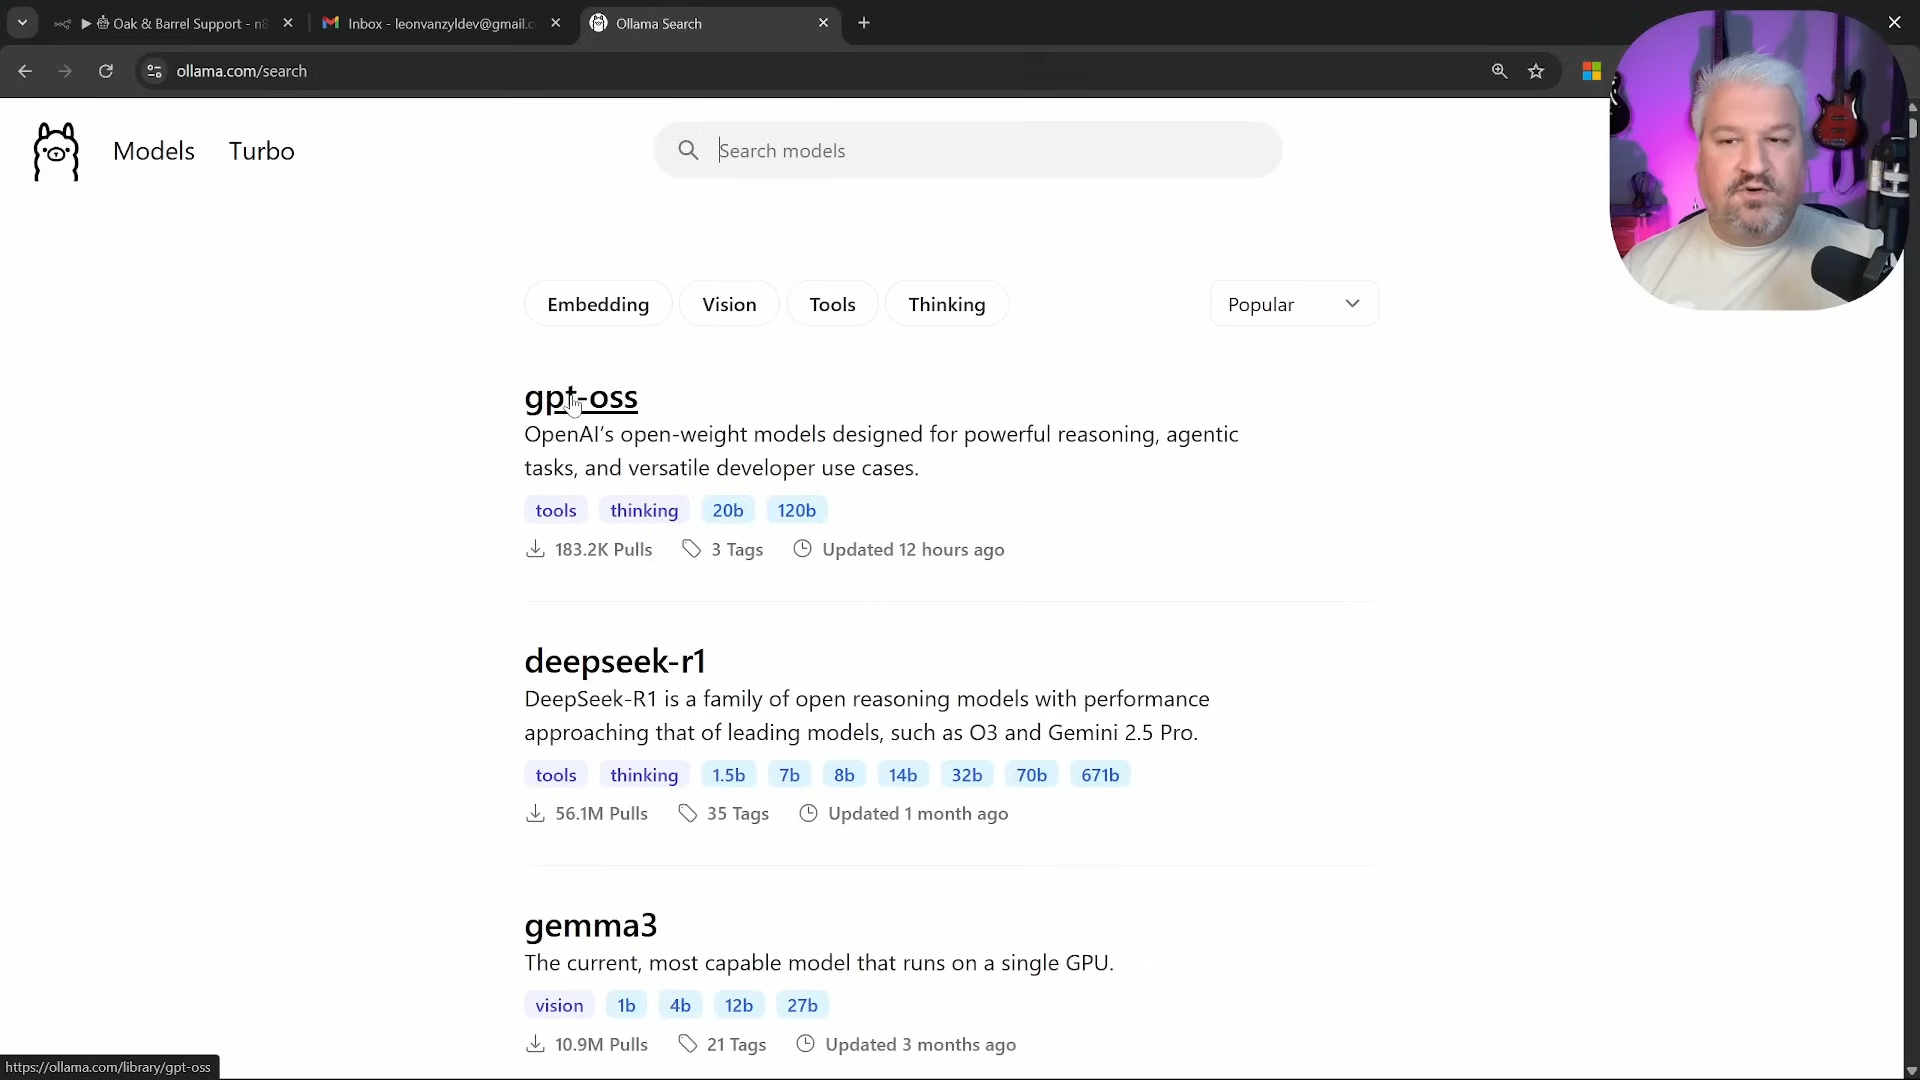 Oak & Barrel Support - n8
Inbox - leonvanzyldev@gmail.c
Ollama Search
ollama.com/search
Models
Turbo
Search models
Embedding
Vision
Tools
Thinking
Popular
gpt-oss
OpenAI's open-weight models designed for powerful reasoning, agentic
tasks, and versatile developer use cases.
tools thinking 20b 120b
183.2K Pulls 3 Tags Updated 12 hours ago
deepseek-r1
DeepSeek-R1 is a family of open reasoning models with performance
approaching that of leading models, such as O3 and Gemini 2.5 Pro.
tools thinking 1.5b 7b 8b 14b 32b 70b 671b
56.1M Pulls 35 Tags Updated 1 month ago
gemma3
The current, most capable model that runs on a single GPU.
vision 1b 4b 12b 27b
10.9M Pulls 21 Tags Updated 3 months ago
https://ollama.com/library/gpt-oss